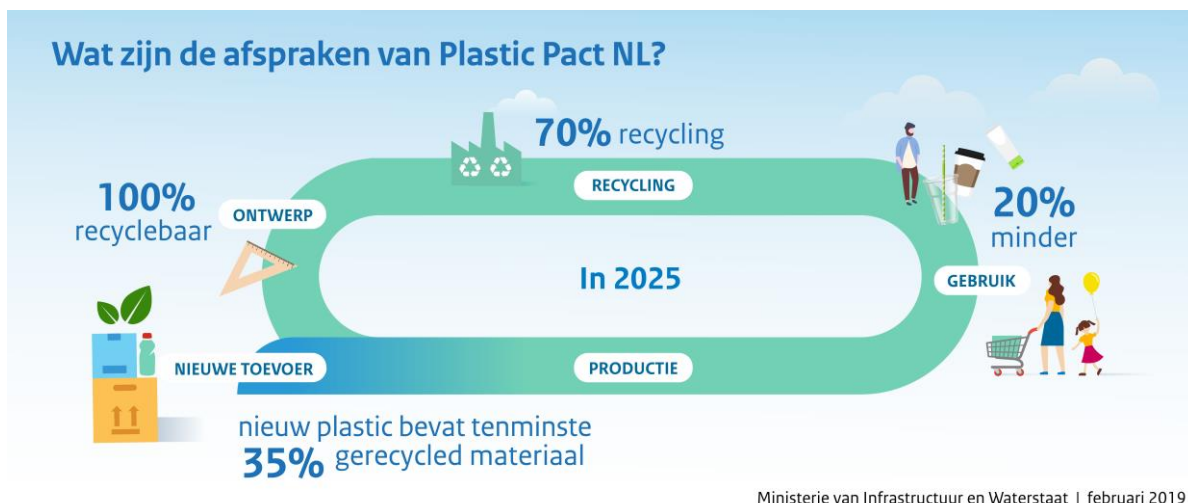 Wat zijn de afspraken van Plastic Pact NL?
70% recycling
RECYCLING
100%
recyclebaar
ONTWERP
20%
minder
In 2025
GEBRUIK
NIEUWE TOEVOER
PRODUCTIE
nieuw plastic bevat tenminste
35% gerecycled materiaal
Ministerie van Infrastructuur en Waterstaat | februari 2019